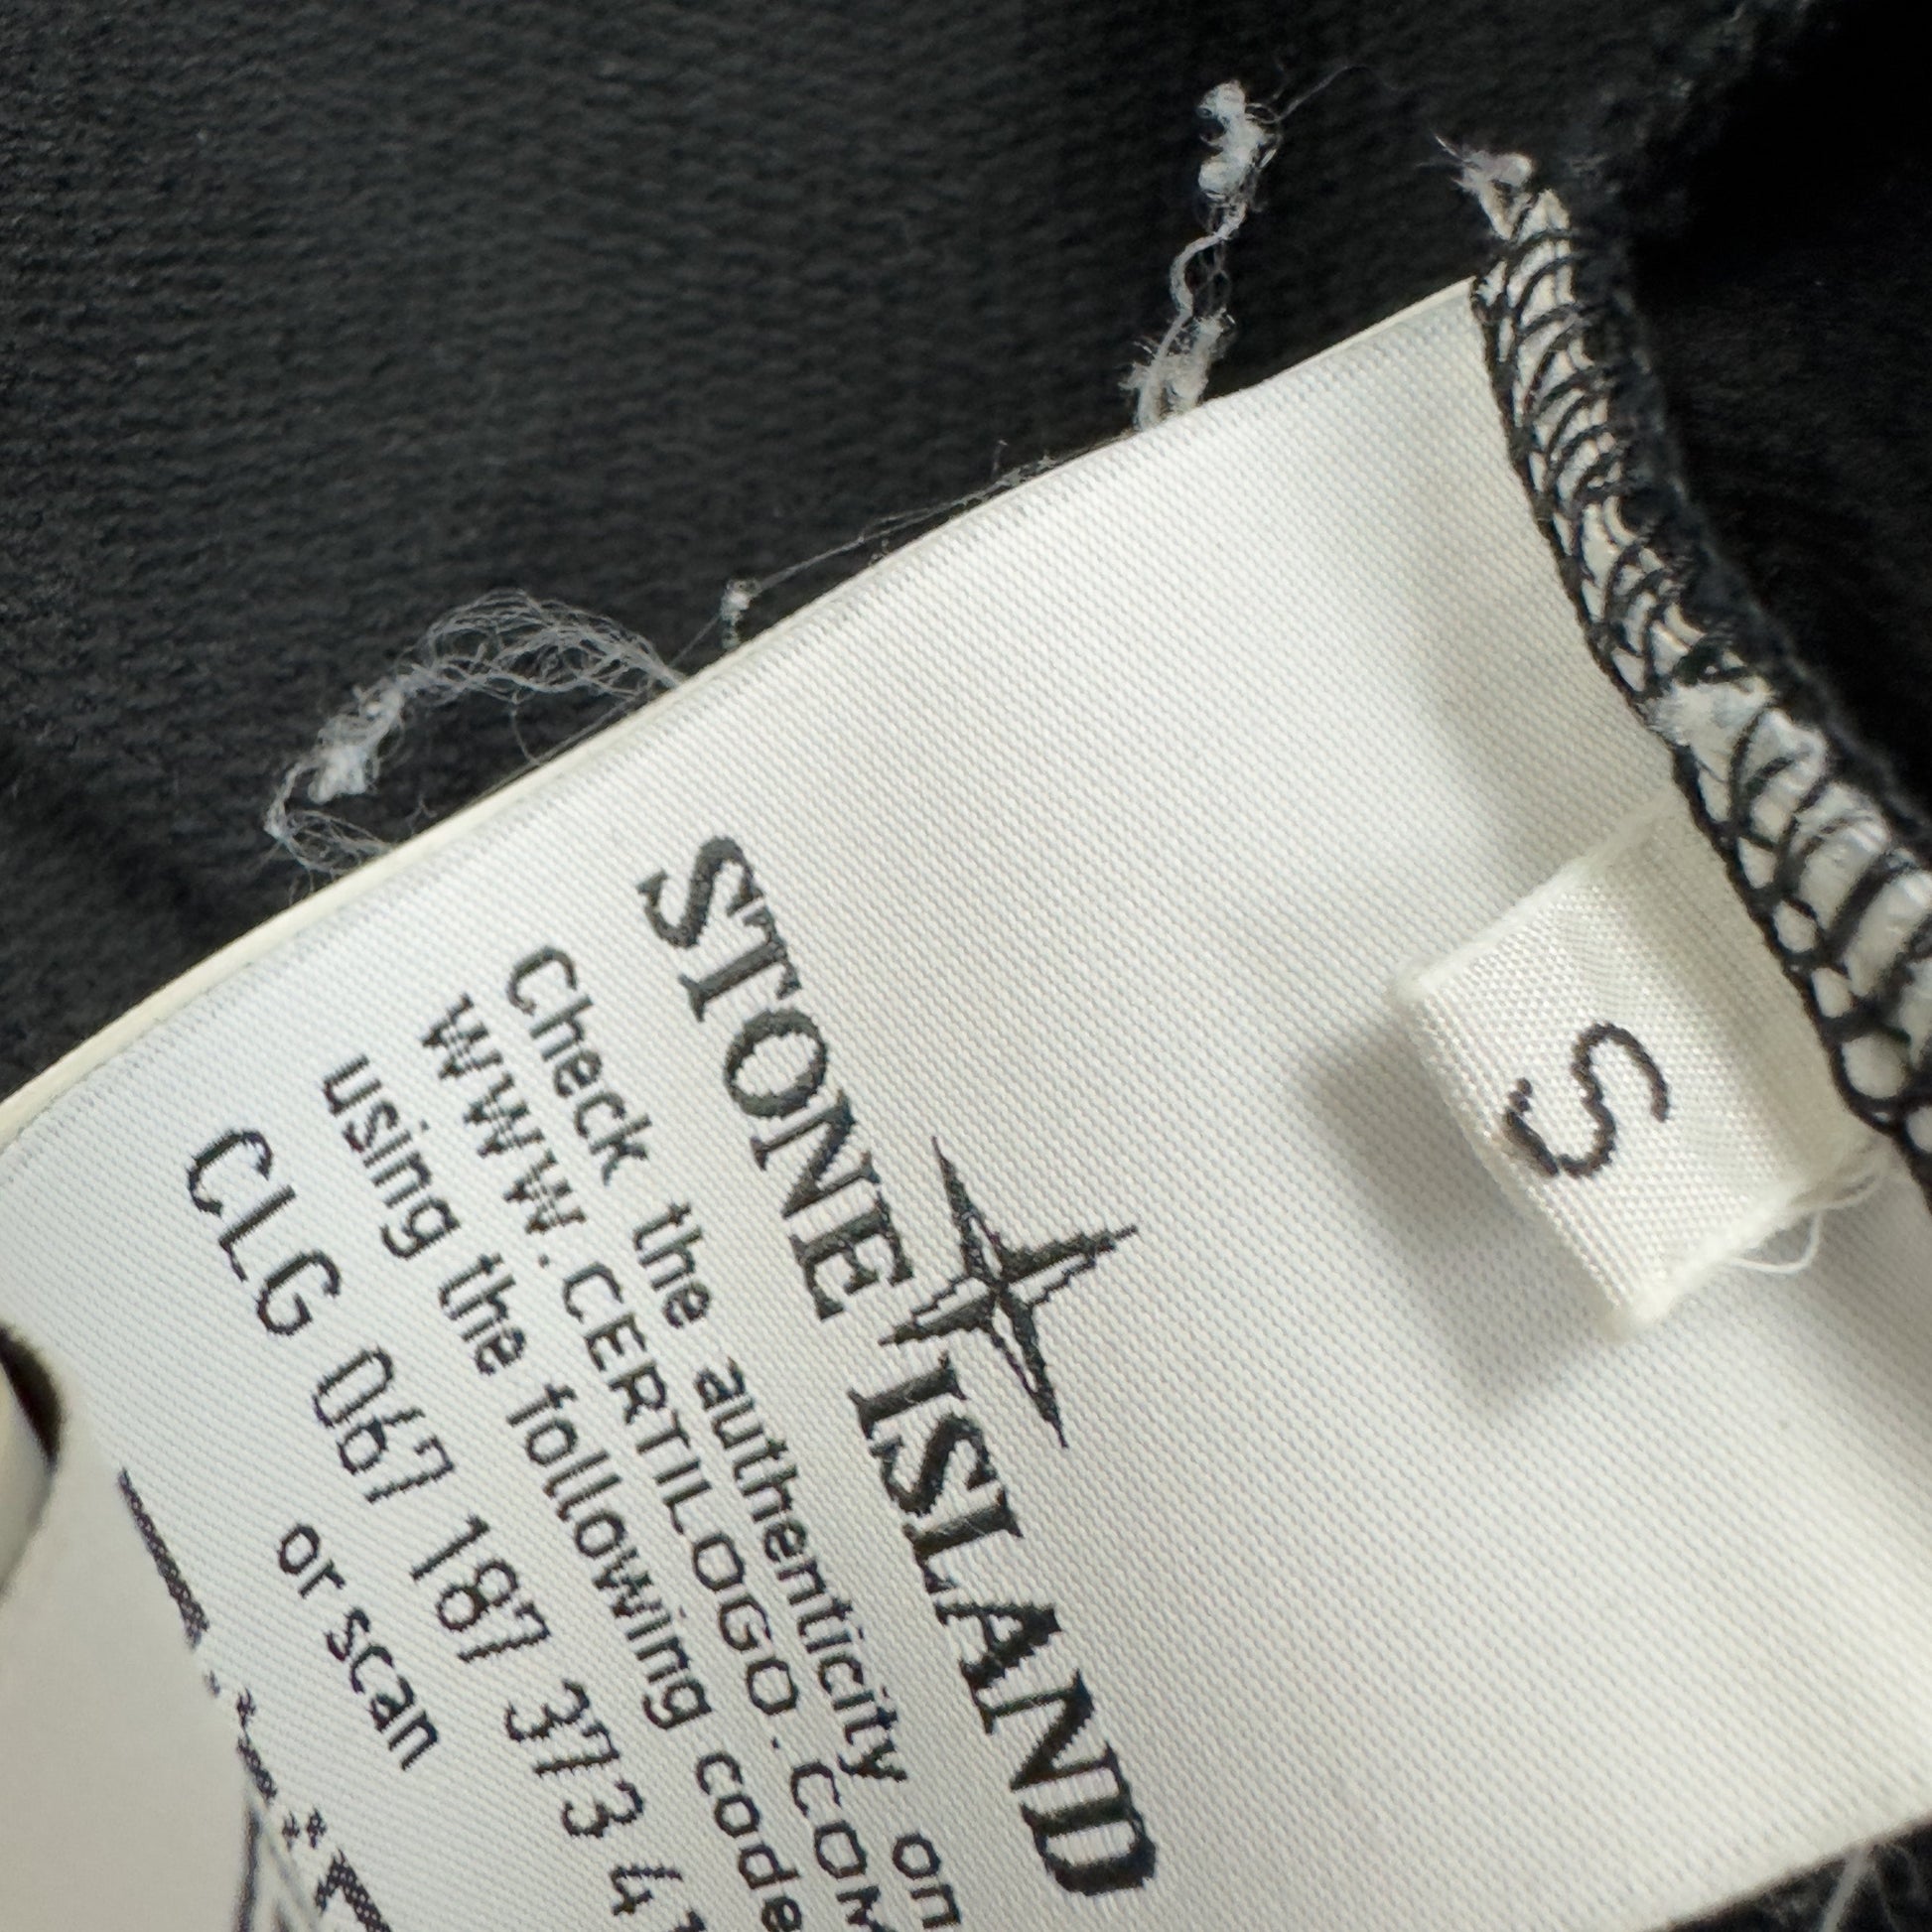 S
STONE ISLAND
Check the authenticity on
WWW.CERTILOGO.COM
using the following code
CLG 067 187 373 41
or scan